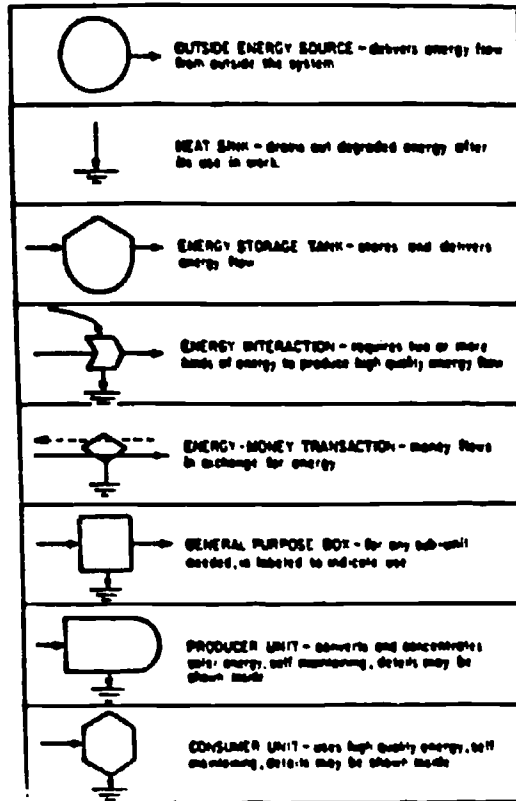 OUTSIDE ENERGY SOURCE - delivers energy flow
from outside the system
HEAT SINK - drains out degraded energy after
its use in work.
ENERGY STORAGE TANK - stores and delivers
energy flow
ENERGY INTERACTION - requires two or more
kinds of energy to produce high quality energy flow
ENERGY-MONEY TRANSACTION - money flows
in exchange for energy
GENERAL PURPOSE BOX - for any sub-unit
needed, is labeled to indicate use
PRODUCER UNIT - converts and concentrates
solar energy, self maintaining, details may be
shown inside
CONSUMER UNIT - uses high quality energy, self
maintaining, details may be shown inside